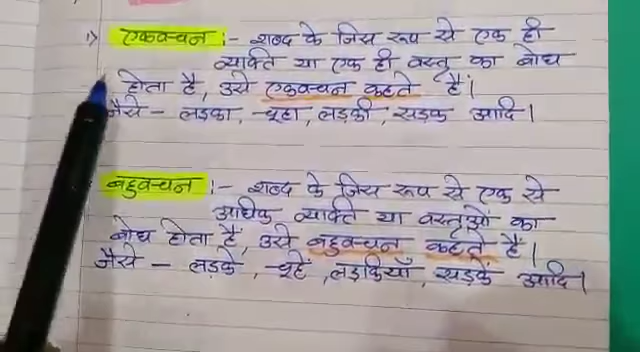 1) एकवचन :- शब्द के जिस रूप से एक ही
व्यक्ति या एक ही वस्तु का बोध
होता है, उसे एकवचन कहते हैं।
जैसे - लड़का, चूहा, लड़की, सड़क आदि।
बहुवचन :- शब्द के जिस रूप से एक से
अधिक व्यक्ति या वस्तुओं का
बोध होता है, उसे बहुवचन कहते हैं।
जैसे - लड़के, चूहें, लड़कियाँ, सड़कें आदि।